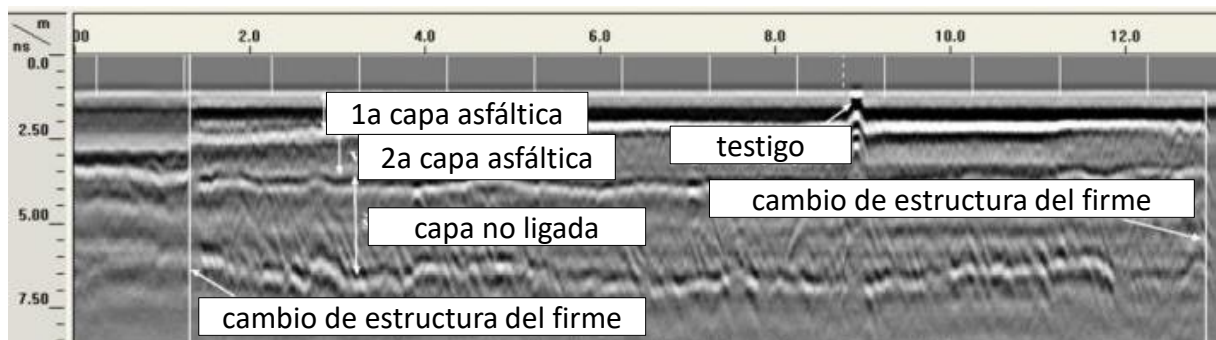 m
ns
00
2.0
4.0
6.0
8.0
10.0
12.0
0.0
2.50
5.00
7.50
1a capa asfáltica
2a capa asfáltica
testigo
cambio de estructura del firme
capa no ligada
cambio de estructura del firme